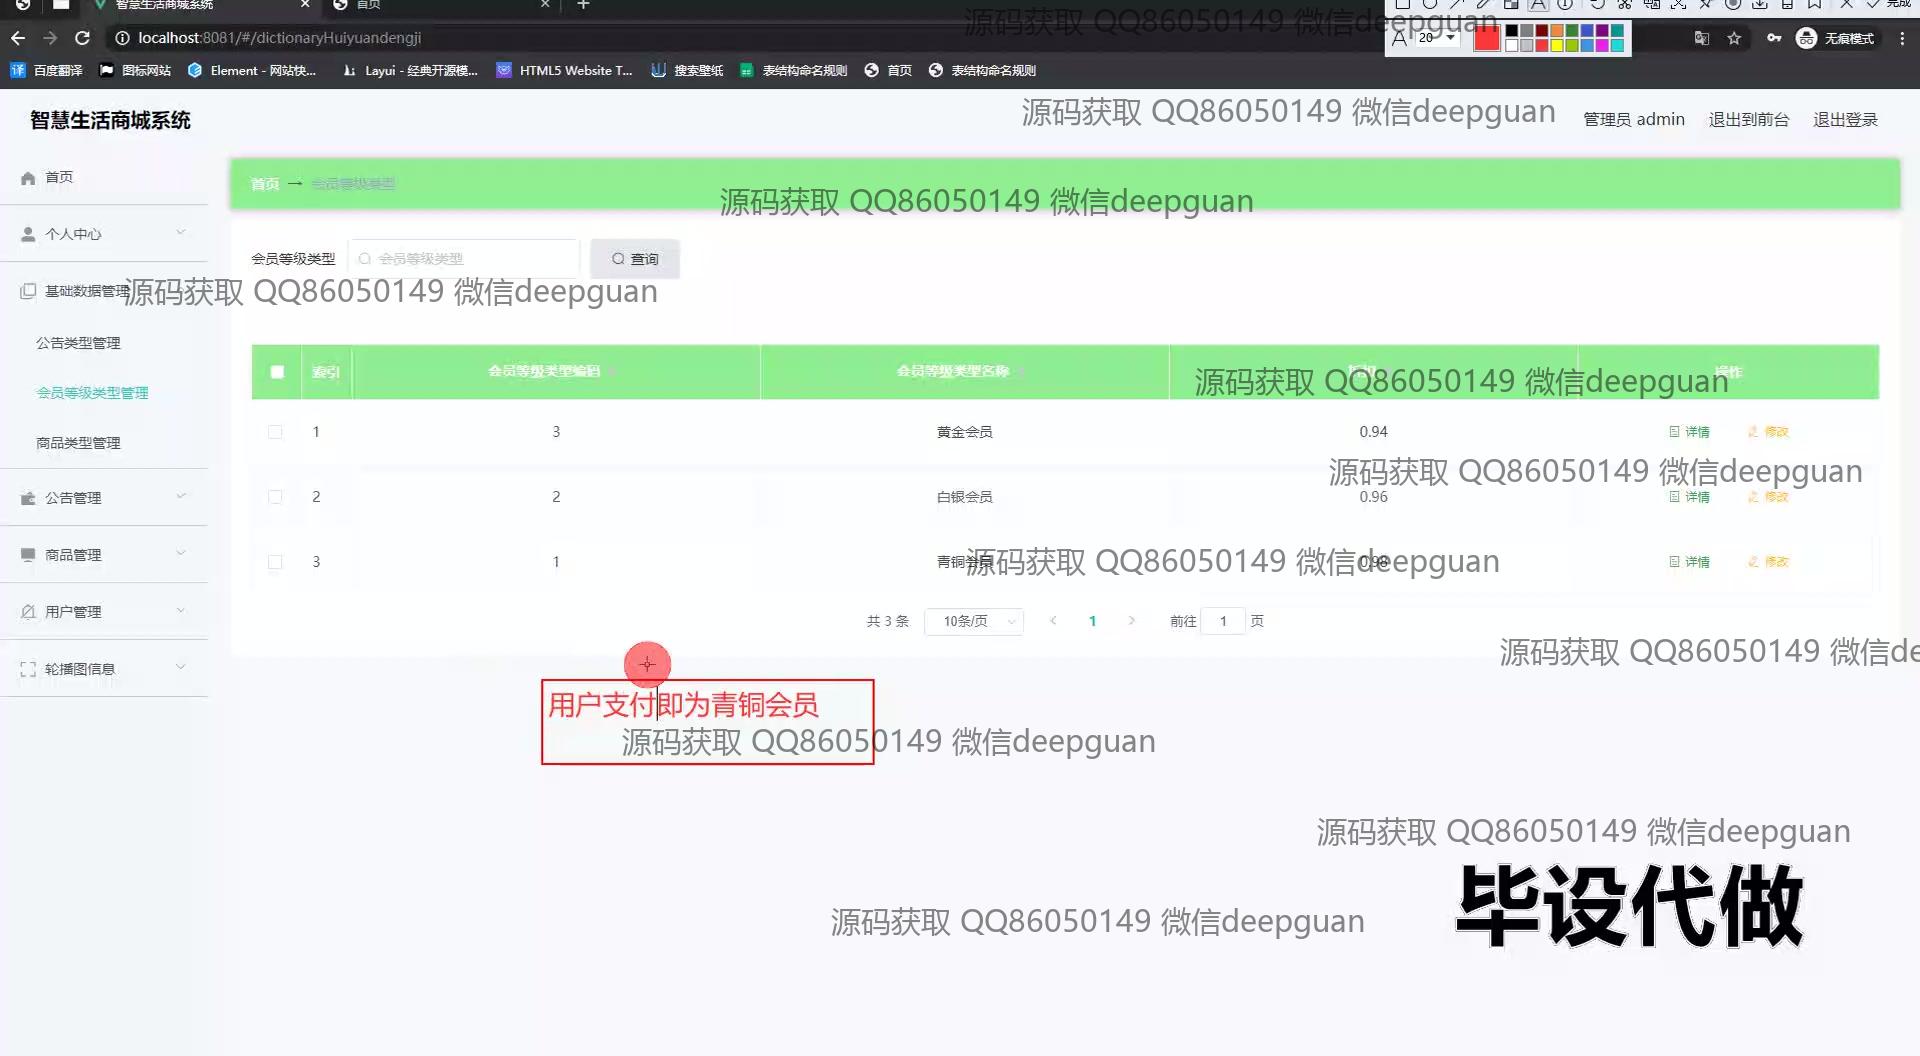 智慧生活商城系统
首页
完成
localhost:8081/#/dictionaryHuiyuandengji
A 20
无痕模式
百度翻译
图标网站
Element - 网站快...
Layui - 经典开源模...
HTML5 Website T...
搜索壁纸
表结构命名规则
首页
表结构命名规则
源码获取 QQ86050149 微信deepguan
智慧生活商城系统
源码获取 QQ86050149 微信deepguan
管理员 admin
退出到前台
退出登录
首页
个人中心
基础数据管理
公告类型管理
会员等级类型管理
商品类型管理
公告管理
商品管理
用户管理
轮播图信息
首页 → 会员等级类型
源码获取 QQ86050149 微信deepguan
会员等级类型
会员等级类型
查询
源码获取 QQ86050149 微信deepguan
索引 会员等级类型编码 会员等级类型名称 操作
源码获取 QQ86050149 微信deepguan
1 3 黄金会员 0.94 详情 修改
源码获取 QQ86050149 微信deepguan
2 2 白银会员 0.96 详情 修改
3 1 青铜会员 0.98 详情 修改
源码获取 QQ86050149 微信deepguan
共 3 条 10条/页 1 前往 1 页
源码获取 QQ86050149 微信de
用户支付即为青铜会员
源码获取 QQ86050149 微信deepguan
源码获取 QQ86050149 微信deepguan
毕设代做
源码获取 QQ86050149 微信deepguan